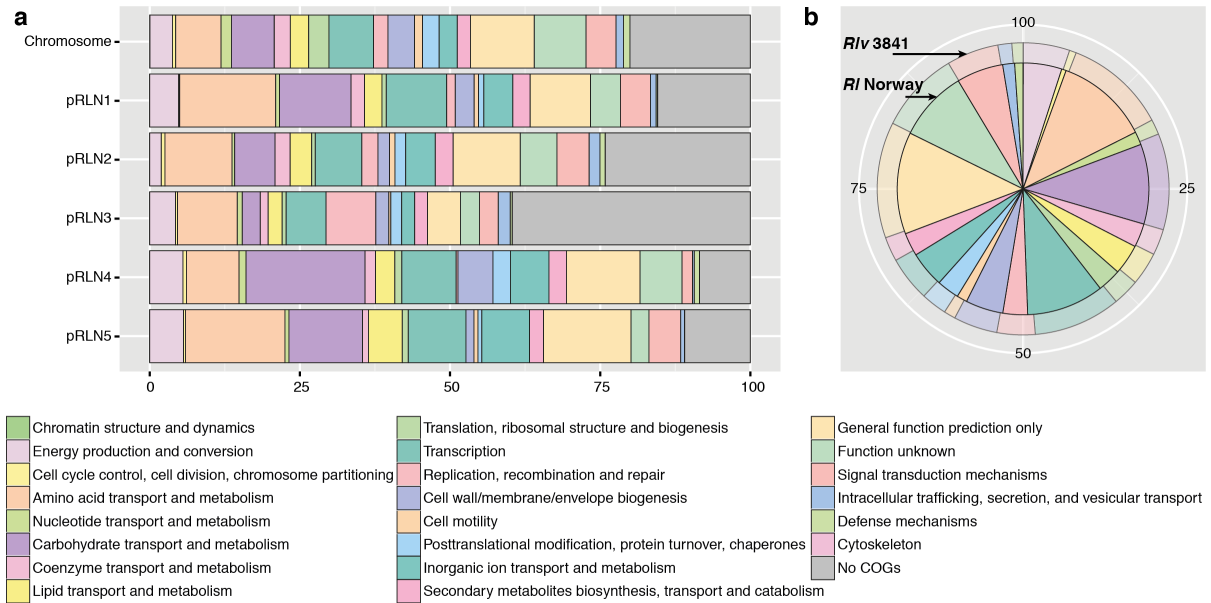 a
Chromosome
pRLN1
pRLN2
pRLN3
pRLN4
pRLN5
0 25 50 75 100
b
100
Rlv 3841
Rl Norway
75 25
50
Chromatin structure and dynamics
Energy production and conversion
Cell cycle control, cell division, chromosome partitioning
Amino acid transport and metabolism
Nucleotide transport and metabolism
Carbohydrate transport and metabolism
Coenzyme transport and metabolism
Lipid transport and metabolism
Translation, ribosomal structure and biogenesis
Transcription
Replication, recombination and repair
Cell wall/membrane/envelope biogenesis
Cell motility
Posttranslational modification, protein turnover, chaperones
Inorganic ion transport and metabolism
Secondary metabolites biosynthesis, transport and catabolism
General function prediction only
Function unknown
Signal transduction mechanisms
Intracellular trafficking, secretion, and vesicular transport
Defense mechanisms
Cytoskeleton
No COGs